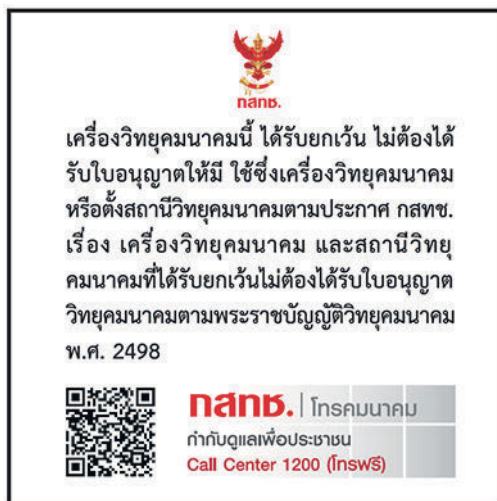 กสทช.
เครื่องวิทยุคมนาคมนี้ ได้รับยกเว้น ไม่ต้องได้
รับใบอนุญาตให้มี ใช้ซึ่งเครื่องวิทยุคมนาคม
หรือตั้งสถานีวิทยุคมนาคมตามประกาศ กสทช.
เรื่อง เครื่องวิทยุคมนาคม และสถานีวิทยุ
คมนาคมที่ได้รับยกเว้นไม่ต้องได้รับใบอนุญาต
วิทยุคมนาคมตามพระราชบัญญัติวิทยุคมนาคม
พ.ศ. 2498
กสทช. | โทรคมนาคม
กำกับดูแลเพื่อประชาชน
Call Center 1200 (โทรฟรี)